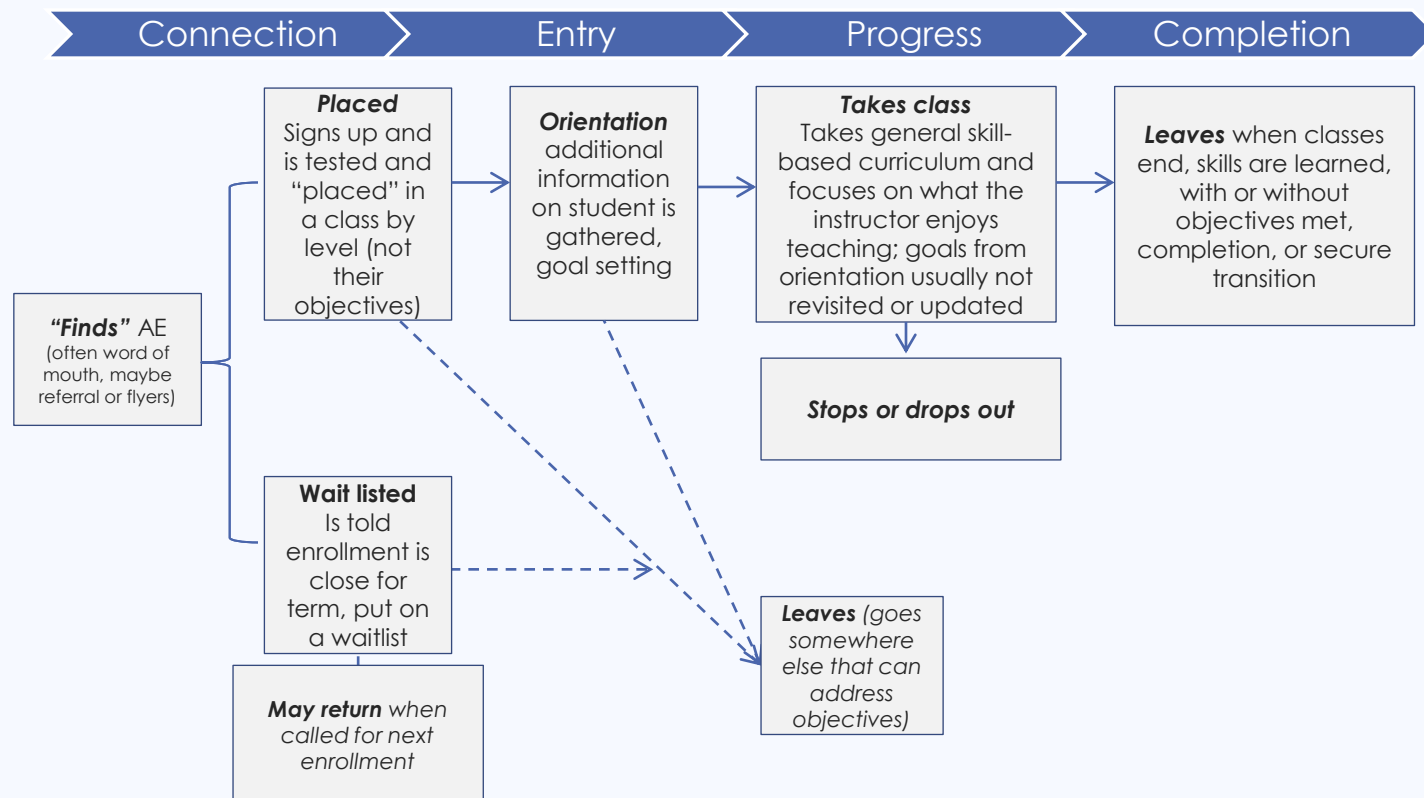 Connection
Entry
Progress
Completion
“Finds” AE
(often word of
mouth, maybe
referral or flyers)
Placed
Signs up and
is tested and
“placed” in
a class by
level (not
their
objectives)
Orientation
additional
information
on student is
gathered,
goal setting
Takes class
Takes general skill-
based curriculum and
focuses on what the
instructor enjoys
teaching; goals from
orientation usually not
revisited or updated
Leaves when classes
end, skills are learned,
with or without
objectives met,
completion, or secure
transition
Stops or drops out
Wait listed
Is told
enrollment is
close for
term, put on
a waitlist
May return when
called for next
enrollment
Leaves (goes
somewhere
else that can
address
objectives)